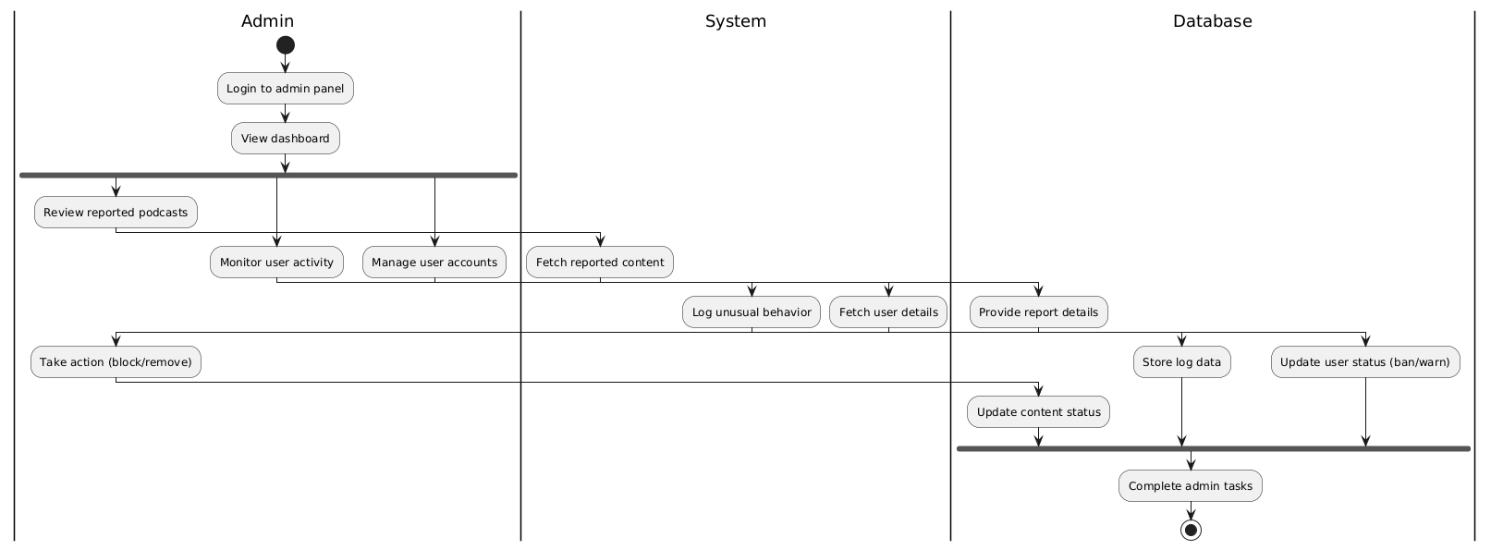 Admin
System
Database
Login to admin panel
View dashboard
Review reported podcasts
Monitor user activity
Manage user accounts
Fetch reported content
Log unusual behavior
Fetch user details
Provide report details
Take action (block/remove)
Store log data
Update user status (ban/warn)
Update content status
Complete admin tasks